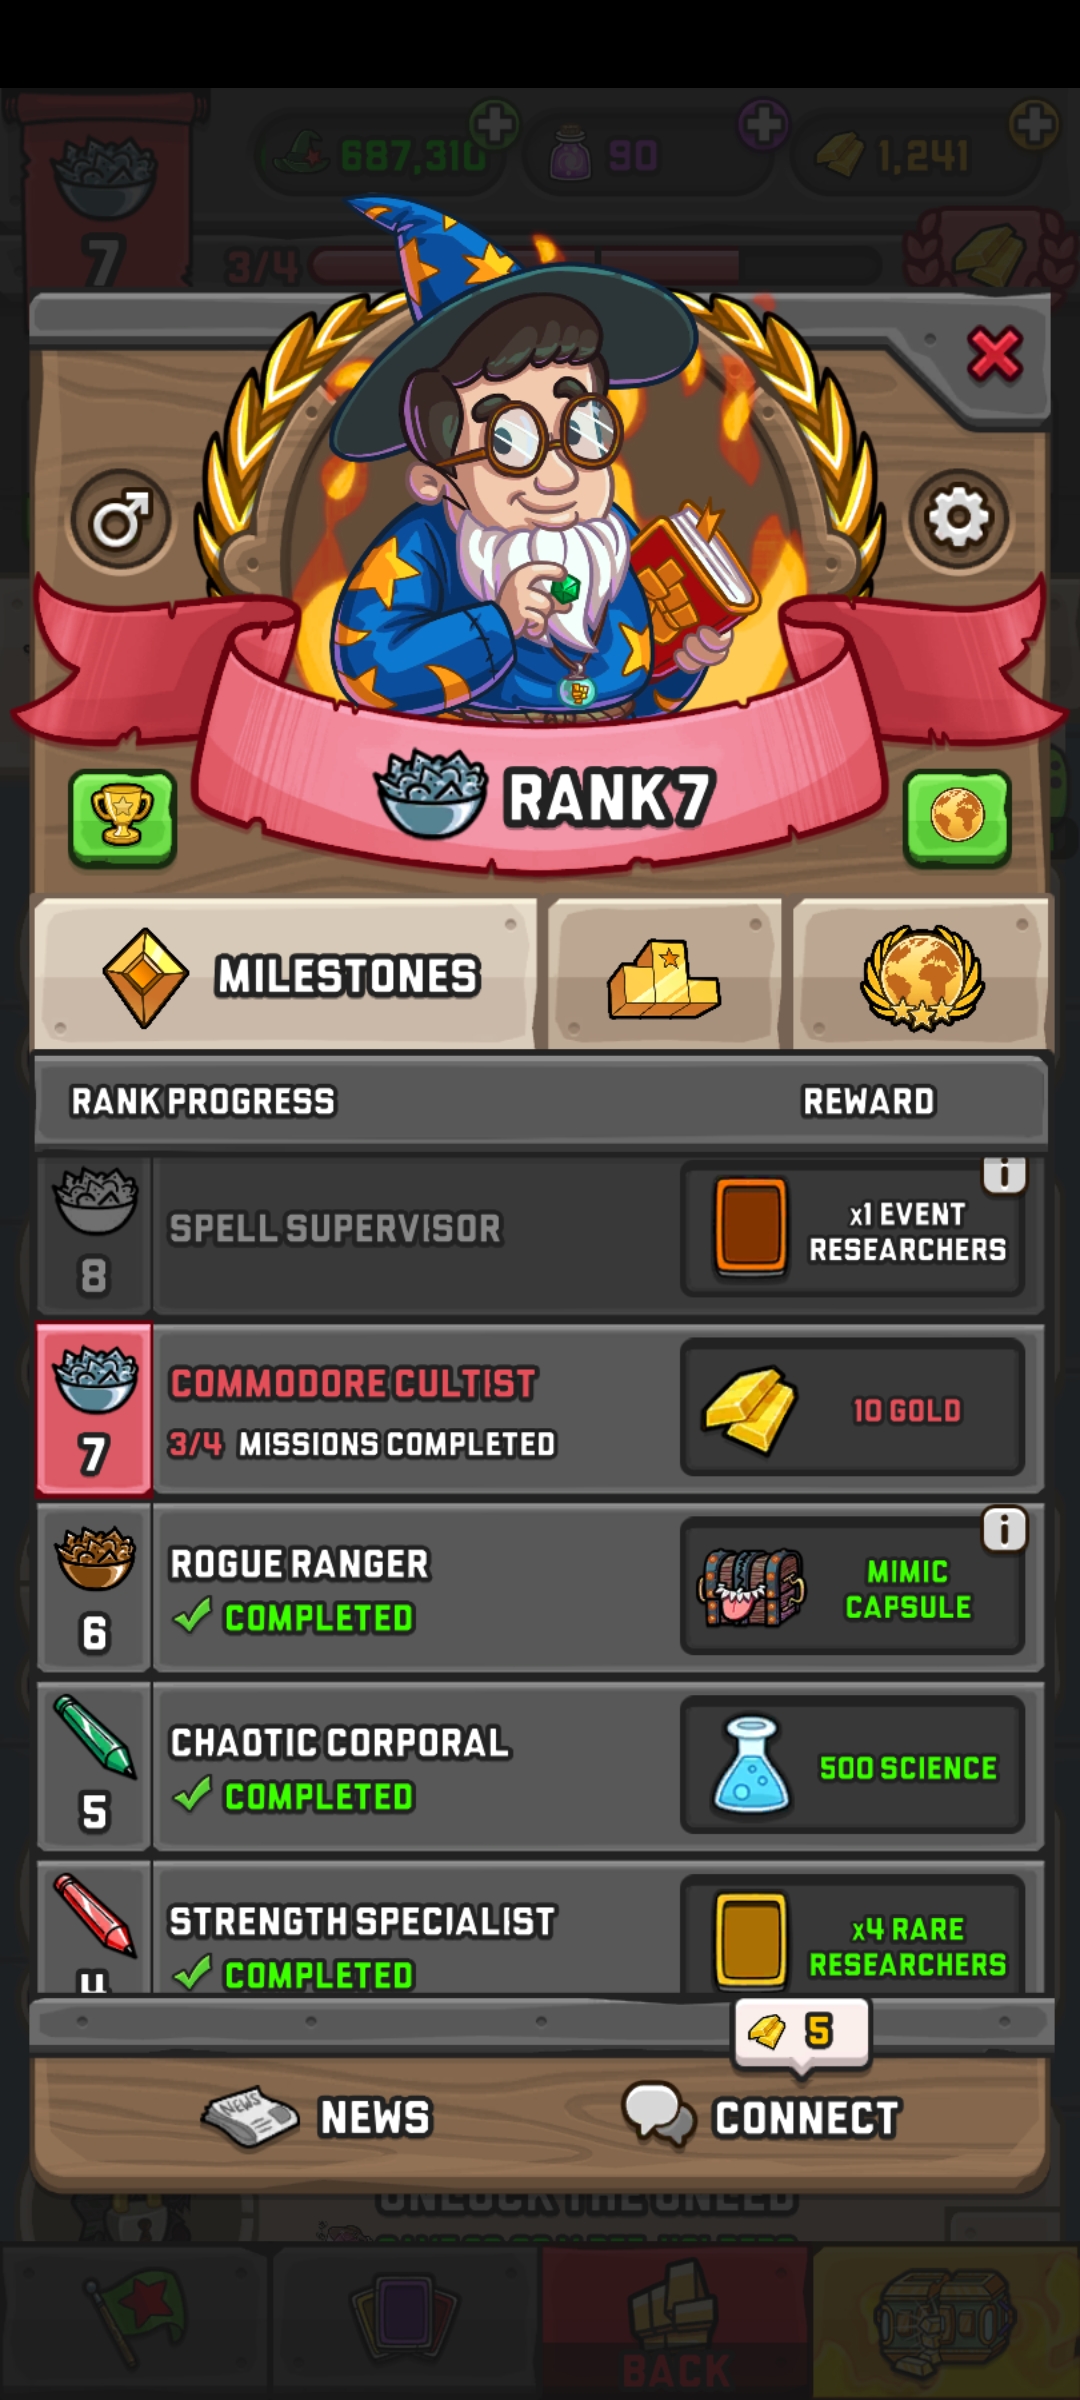 687,310
90
1,241
7
3/4
RANK 7
MILESTONES
RANK PROGRESS
REWARD
8
SPELL SUPERVISOR
x1 EVENT
RESEARCHERS
i
7
COMMODORE CULTIST
3/4 MISSIONS COMPLETED
10 GOLD
6
ROGUE RANGER
COMPLETED
MIMIC
CAPSULE
i
5
CHAOTIC CORPORAL
COMPLETED
500 SCIENCE
4
STRENGTH SPECIALIST
COMPLETED
x4 RARE
RESEARCHERS
5
NEWS
NEWS
CONNECT
BACK